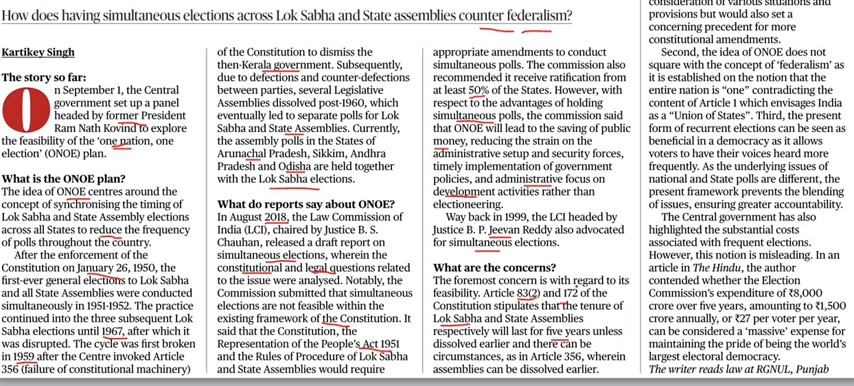 How does having simultaneous elections across Lok Sabha and State assemblies counter federalism?
Kartikey Singh
The story so far:
On September 1, the Central
government set up a panel
headed by former President
Ram Nath Kovind to explore
the feasibility of the ‘one nation, one
election’ (ONOE) plan.
What is the ONOE plan?
The idea of ONOE centres around the
concept of synchronising the timing of
Lok Sabha and State Assembly elections
across all States to reduce the frequency
of polls throughout the country.
After the enforcement of the
Constitution on January 26, 1950, the
first-ever general elections to Lok Sabha
and all State Assemblies were conducted
simultaneously in 1951-1952. The practice
continued into the three subsequent Lok
Sabha elections until 1967, after which it
was disrupted. The cycle was first broken
in 1959 after the Centre invoked Article
356 (failure of constitutional machinery)
of the Constitution to dismiss the
then-Kerala government. Subsequently,
due to defections and counter-defections
between parties, several Legislative
Assemblies dissolved post-1960, which
eventually led to separate polls for Lok
Sabha and State Assemblies. Currently,
the assembly polls in the States of
Arunachal Pradesh, Sikkim, Andhra
Pradesh and Odisha are held together
with the Lok Sabha elections.
What do reports say about ONOE?
In August 2018, the Law Commission of
India (LCI), chaired by Justice B. S.
Chauhan, released a draft report on
simultaneous elections, wherein the
constitutional and legal questions related
to the issue were analysed. Notably, the
Commission submitted that simultaneous
elections are not feasible within the
existing framework of the Constitution. It
said that the Constitution, the
Representation of the People’s Act 1951
and the Rules of Procedure of Lok Sabha
and State Assemblies would require
appropriate amendments to conduct
simultaneous polls. The commission also
recommended it receive ratification from
at least 50% of the States. However, with
respect to the advantages of holding
simultaneous polls, the commission said
that ONOE will lead to the saving of public
money, reducing the strain on the
administrative setup and security forces,
timely implementation of government
policies, and administrative focus on
development activities rather than
electioneering.
Way back in 1999, the LCI headed by
Justice B. P. Jeevan Reddy also advocated
for simultaneous elections.
What are the concerns?
The foremost concern is with regard to its
feasibility. Article 83(2) and 172 of the
Constitution stipulates that the tenure of
Lok Sabha and State Assemblies
respectively will last for five years unless
dissolved earlier and there can be
circumstances, as in Article 356, wherein
assemblies can be dissolved earlier.
consideration of various situations and
provisions but would also set a
concerning precedent for more
constitutional amendments.
Second, the idea of ONOE does not
square with the concept of ‘federalism’ as
it is established on the notion that the
entire nation is “one” contradicting the
content of Article 1 which envisages India
as a “Union of States”. Third, the present
form of recurrent elections can be seen as
beneficial in a democracy as it allows
voters to have their voices heard more
frequently. As the underlying issues of
national and State polls are different, the
present framework prevents the blending
of issues, ensuring greater accountability.
The Central government has also
highlighted the substantial costs
associated with frequent elections.
However, this notion is misleading. In an
article in The Hindu, the author
contended whether the Election
Commission’s expenditure of ₹8,000
crore over five years, amounting to ₹1,500
crore annually, or ₹27 per voter per year,
can be considered a ‘massive’ expense for
maintaining the pride of being the world’s
largest electoral democracy.
The writer reads law at RGNUL, Punjab